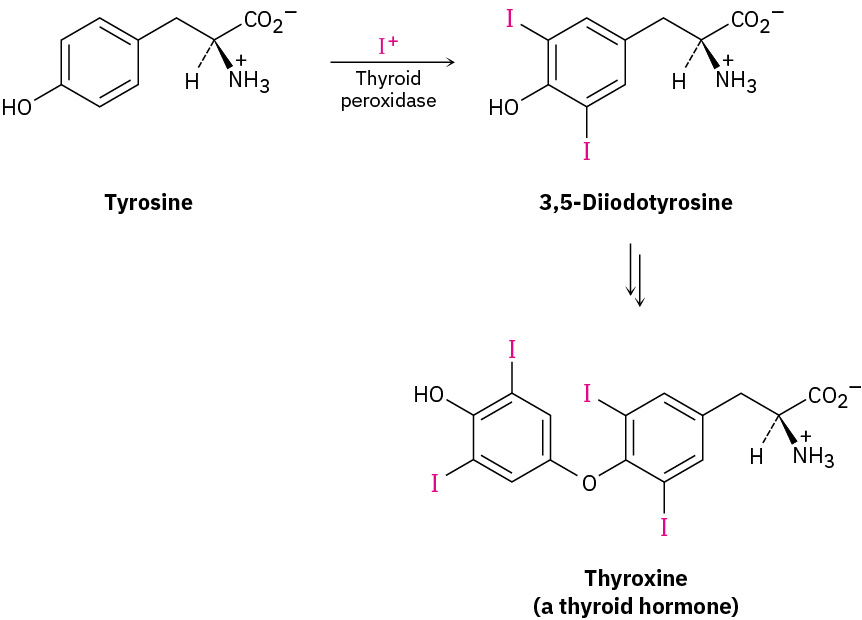 HO
H
CO₂⁻
+
NH₃
Tyrosine
I⁺
Thyroid
peroxidase
I
HO
I
H
CO₂⁻
+
NH₃
3,5-Diiodotyrosine
I
HO
I
O
I
I
H
CO₂⁻
+
NH₃
Thyroxine
(a thyroid hormone)